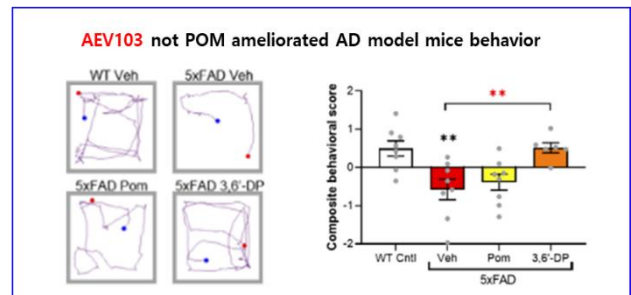 AEV103 not POM ameliorated AD model mice behavior
WT Veh
5xFAD Veh
5xFAD Pom
5xFAD 3,6'-DP
Composite behavioral score
2
1
0
-1
-2
**
**
WT Cntl
Veh
Pom
3,6'-DP
5xFAD